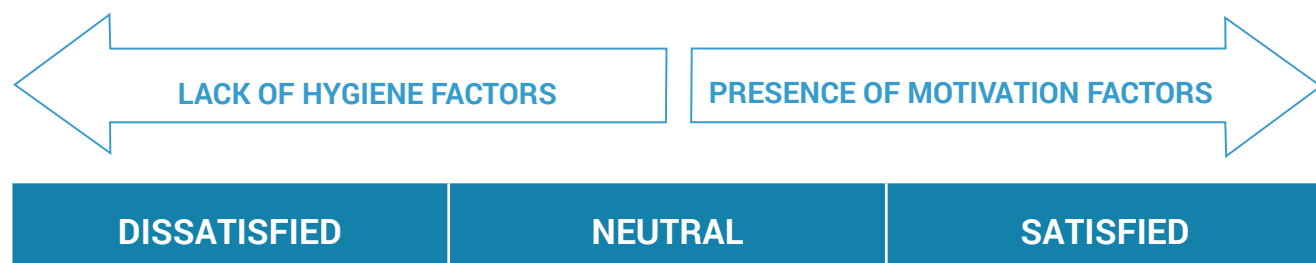 LACK OF HYGIENE FACTORS
PRESENCE OF MOTIVATION FACTORS
DISSATISFIED
NEUTRAL
SATISFIED